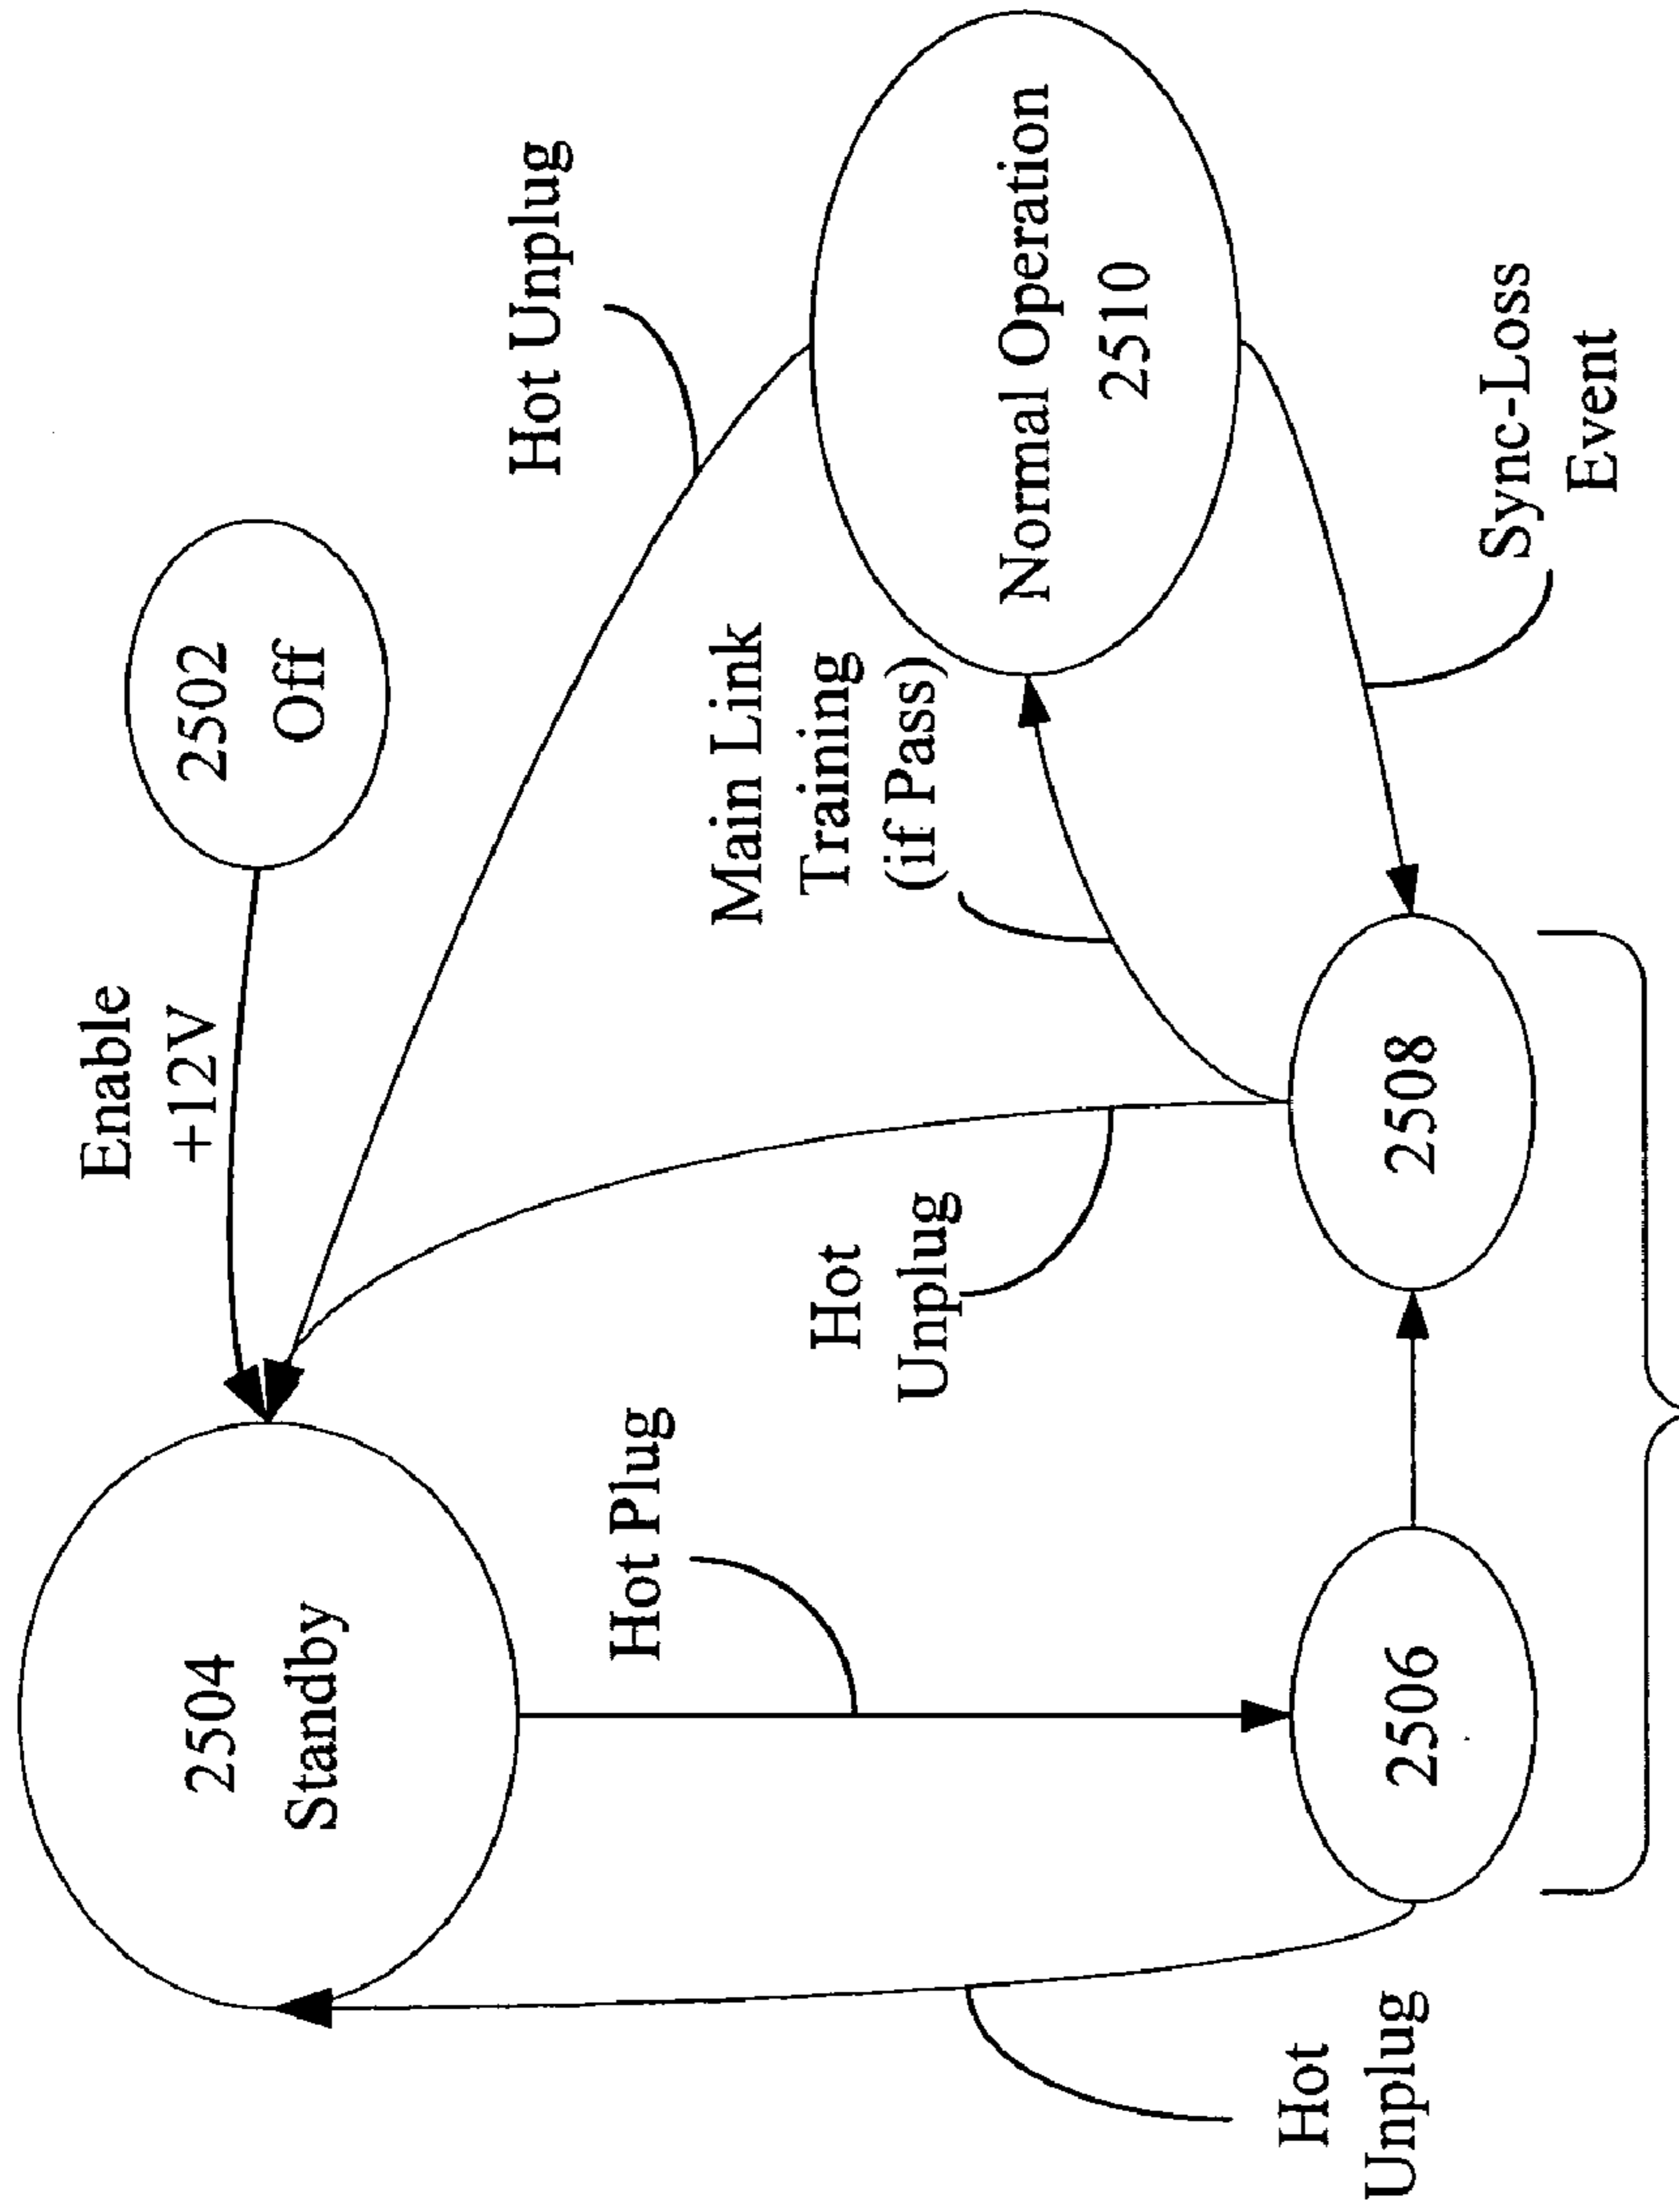 2504
Standby
Enable
+12V
2502
Off
Hot Unplug
Hot Plug
Hot
Unplug
Main Link
Training
(if Pass)
Normal Operation
2510
Hot
Unplug
2506
2508
Sync-Loss
Event